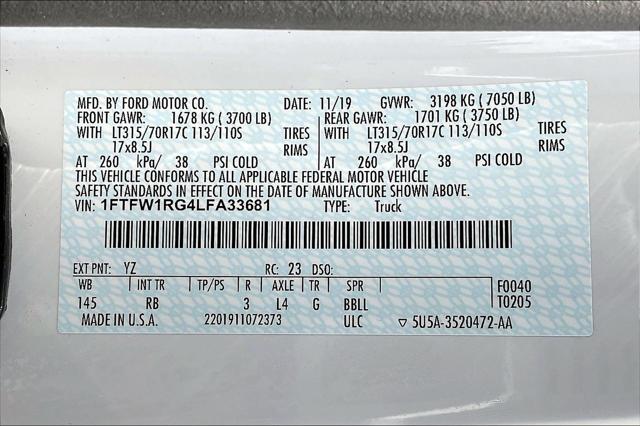 MFD. BY FORD MOTOR CO. DATE: 11/19 GVWR: 3198 KG ( 7050 LB)
FRONT GAWR: 1678 KG ( 3700 LB) REAR GAWR: 1701 KG ( 3750 LB)
WITH LT315/70R17C 113/110S TIRES WITH LT315/70R17C 113/110S TIRES
17x8.5J RIMS 17x8.5J RIMS
AT 260 kPa/ 38 PSI COLD AT 260 kPa/ 38 PSI COLD
THIS VEHICLE CONFORMS TO ALL APPLICABLE FEDERAL MOTOR VEHICLE
SAFETY STANDARDS IN EFFECT ON THE DATE OF MANUFACTURE SHOWN ABOVE.
VIN: 1FTFW1RG4LFA33681 TYPE: Truck
EXT PNT: YZ RC: 23 DSO:
WB INT TR TP/PS R AXLE TR SPR F0040
145 RB 3 L4 G BBLL T0205
MADE IN U.S.A. 2201911072373 ULC ▽ 5U5A-3520472-AA